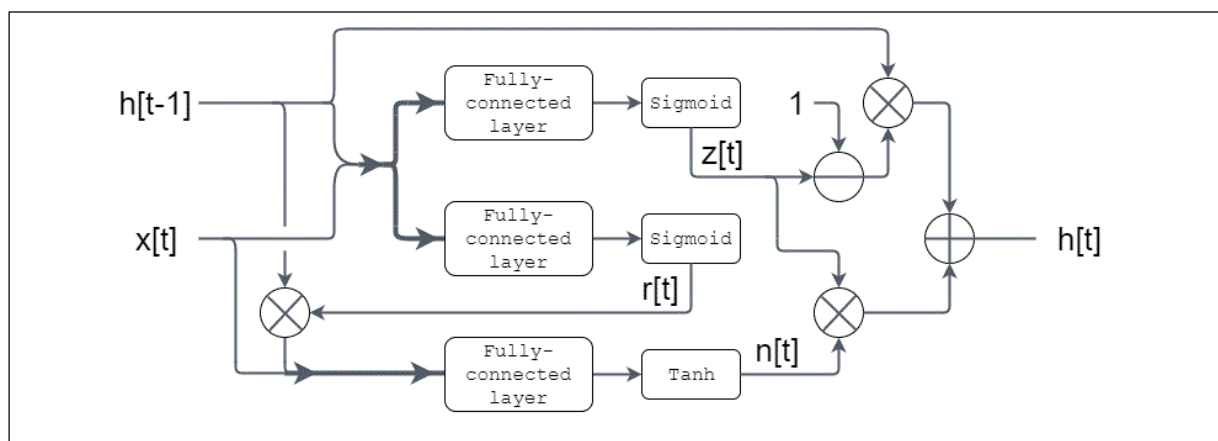 Fully-
connected
layer
Sigmoid
h[t-1]
1
z[t]
x[t]
Fully-
connected
layer
Sigmoid
h[t]
r[t]
Fully-
connected
layer
Tanh
n[t]